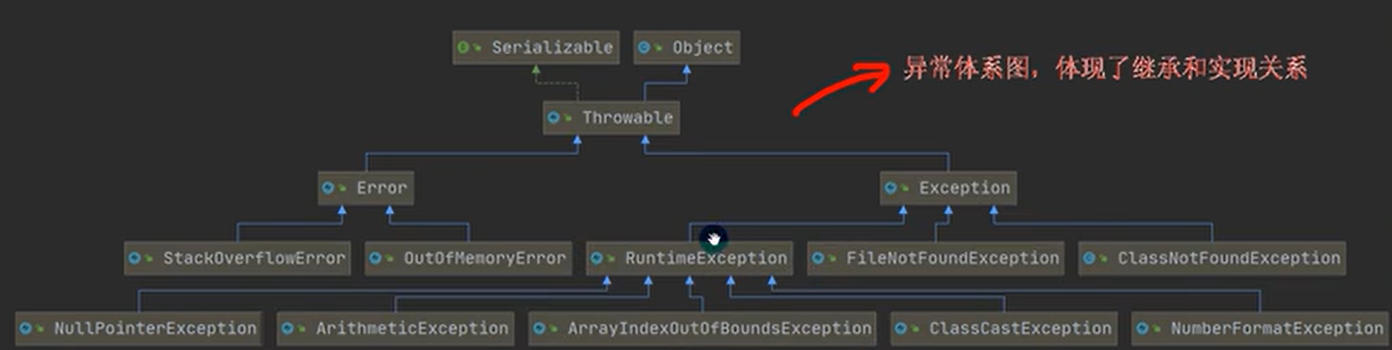 Serializable
Object
异常体系图，体现了继承和实现关系
Throwable
Error
Exception
StackOverflowError
OutOfMemoryError
RuntimeException
FileNotFoundException
ClassNotFoundException
NullPointerException
ArithmeticException
ArrayIndexOutOfBoundsException
ClassCastException
NumberFormatException